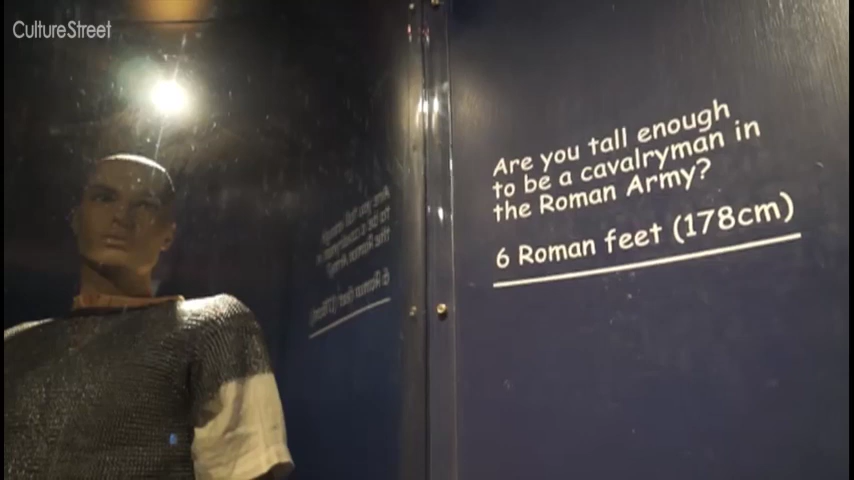 CultureStreet
Are you tall enough
to be a cavalryman in
the Roman Army?
6 Roman feet (178cm)